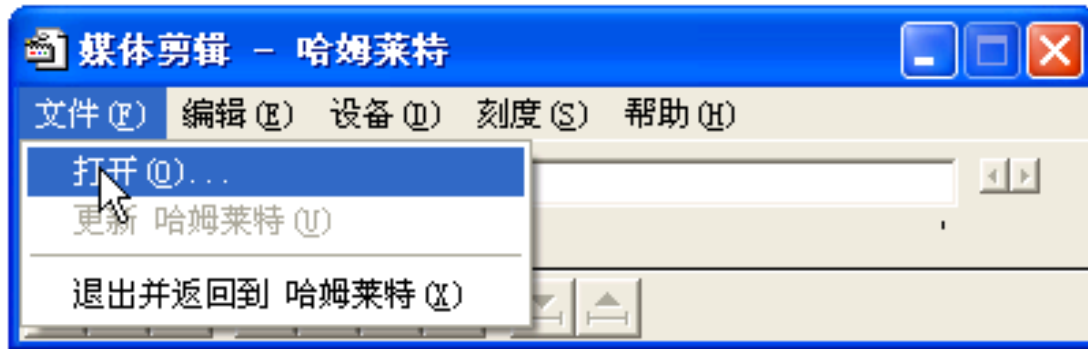 媒体剪辑 - 哈姆莱特
文件(F) 编辑(E) 设备(D) 刻度(S) 帮助(H)
打开(O)...
更新 哈姆莱特(U)
退出并返回到 哈姆莱特(X)